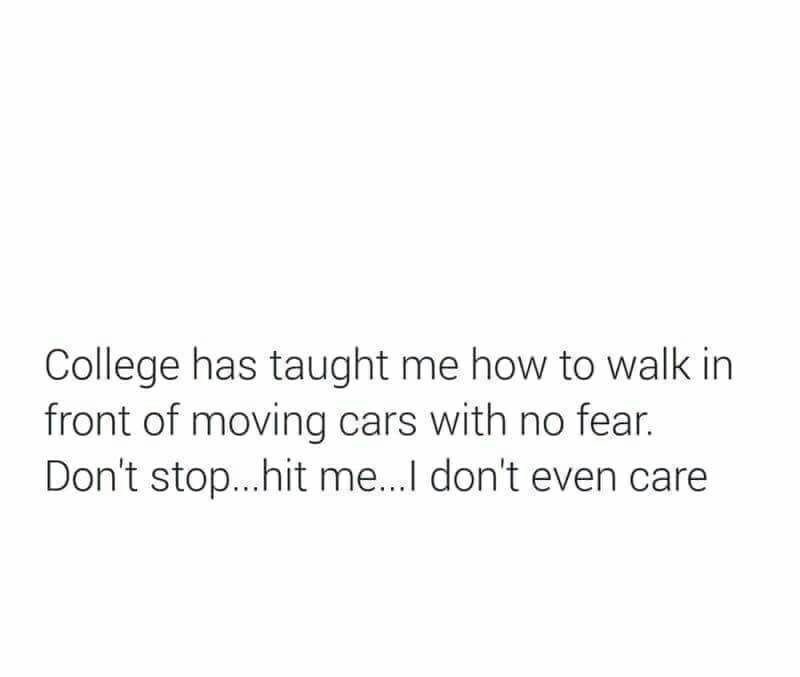 College has taught me how to walk in
front of moving cars with no fear.
Don't stop...hit me...I don't even care